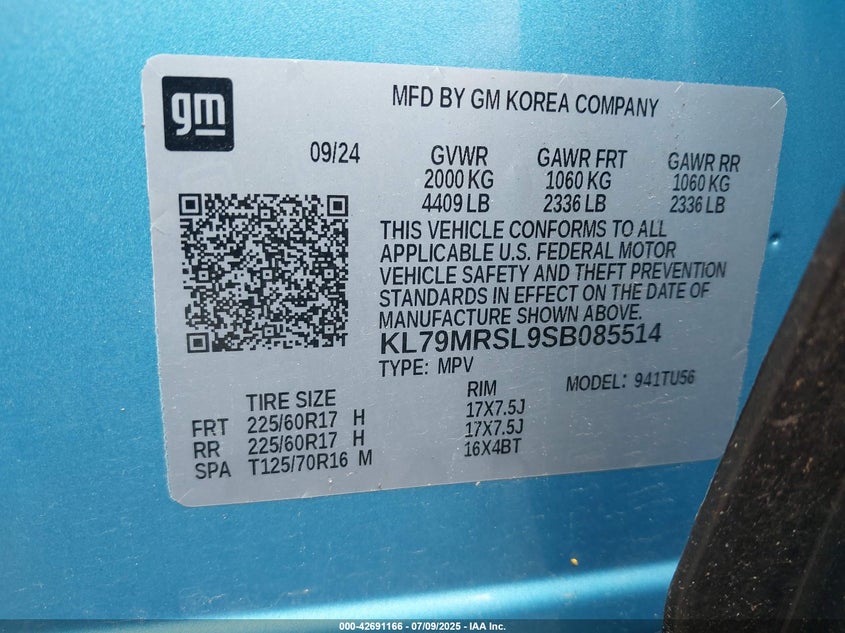 gm
MFD BY GM KOREA COMPANY
09/24 GVWR GAWR FRT GAWR RR
2000 KG 1060 KG 1060 KG
4409 LB 2336 LB 2336 LB
THIS VEHICLE CONFORMS TO ALL
APPLICABLE U.S. FEDERAL MOTOR
VEHICLE SAFETY AND THEFT PREVENTION
STANDARDS IN EFFECT ON THE DATE OF
MANUFACTURE SHOWN ABOVE.
KL79MRSL9SB085514
TYPE: MPV MODEL: 941TU56
TIRE SIZE RIM
FRT 225/60R17 H 17X7.5J
RR 225/60R17 H 17X7.5J
SPA T125/70R16 M 16X4BT
000-42691166 - 07/09/2025 - IAA Inc.